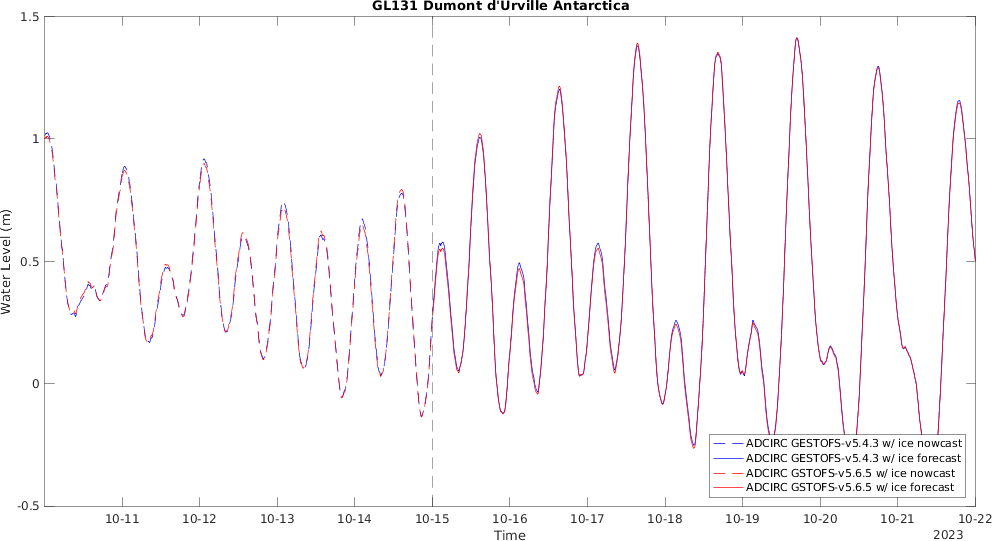 GL131 Dumont d'Urville Antarctica
1.5
1
0.5
0
-0.5
Water Level (m)
ADCIRC GESTOFS-v5.4.3 w/ ice nowcast
ADCIRC GESTOFS-v5.4.3 w/ ice forecast
ADCIRC GSTOFS-v5.6.5 w/ ice nowcast
ADCIRC GSTOFS-v5.6.5 w/ ice forecast
10-11 10-12 10-13 10-14 10-15 10-16 10-17 10-18 10-19 10-20 10-21 10-22
Time
2023